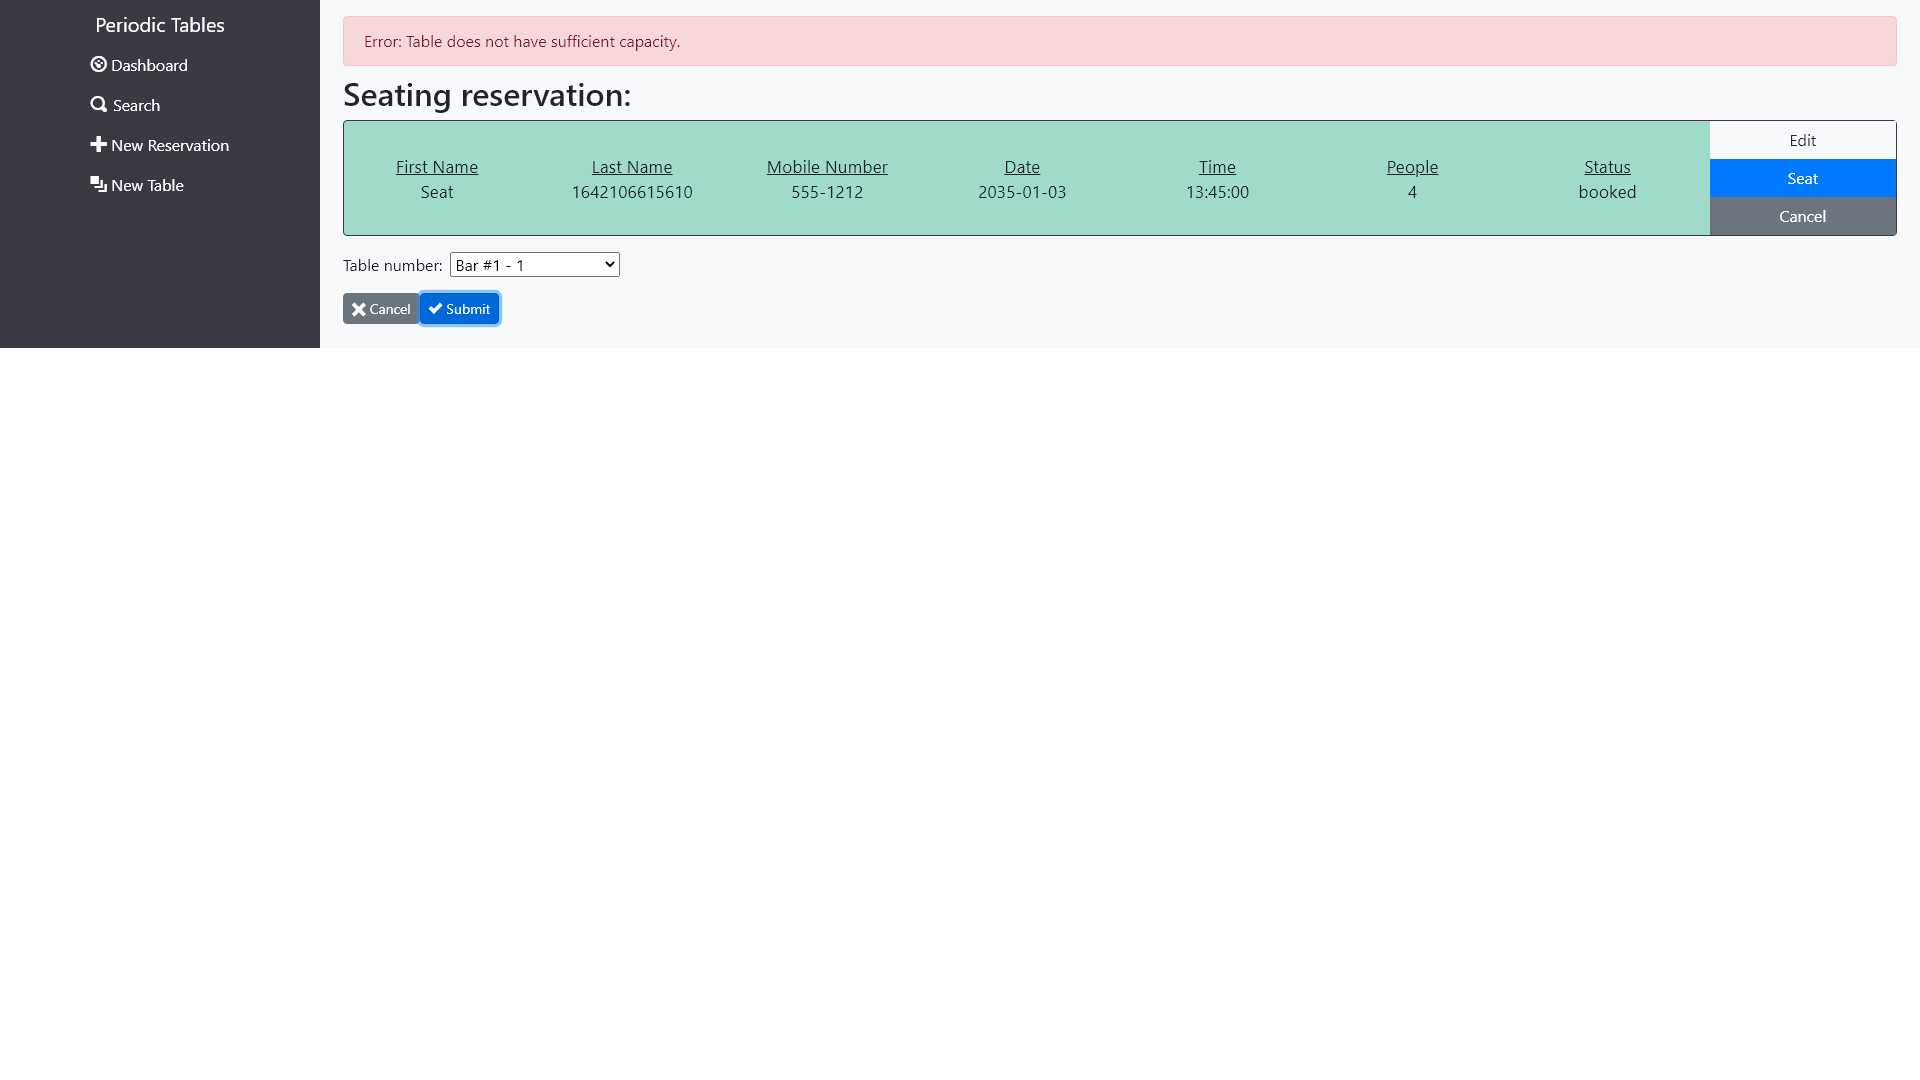 Periodic Tables
Dashboard
Search
New Reservation
New Table
Error: Table does not have sufficient capacity.
Seating reservation:
First Name Last Name Mobile Number Date Time People Status
Seat 1642106615610 555-1212 2035-01-03 13:45:00 4 booked
Edit
Seat
Cancel
Table number: Bar #1 - 1
Cancel Submit